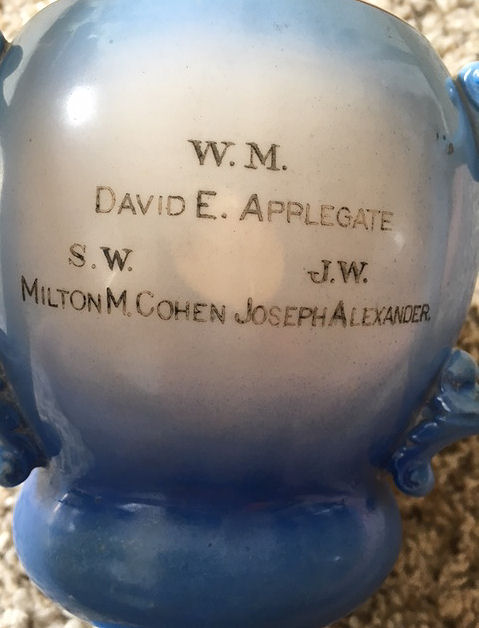 W. M.
DAVID E. APPLEGATE
S. W. J. W.
MILTON M. COHEN JOSEPH ALEXANDER.